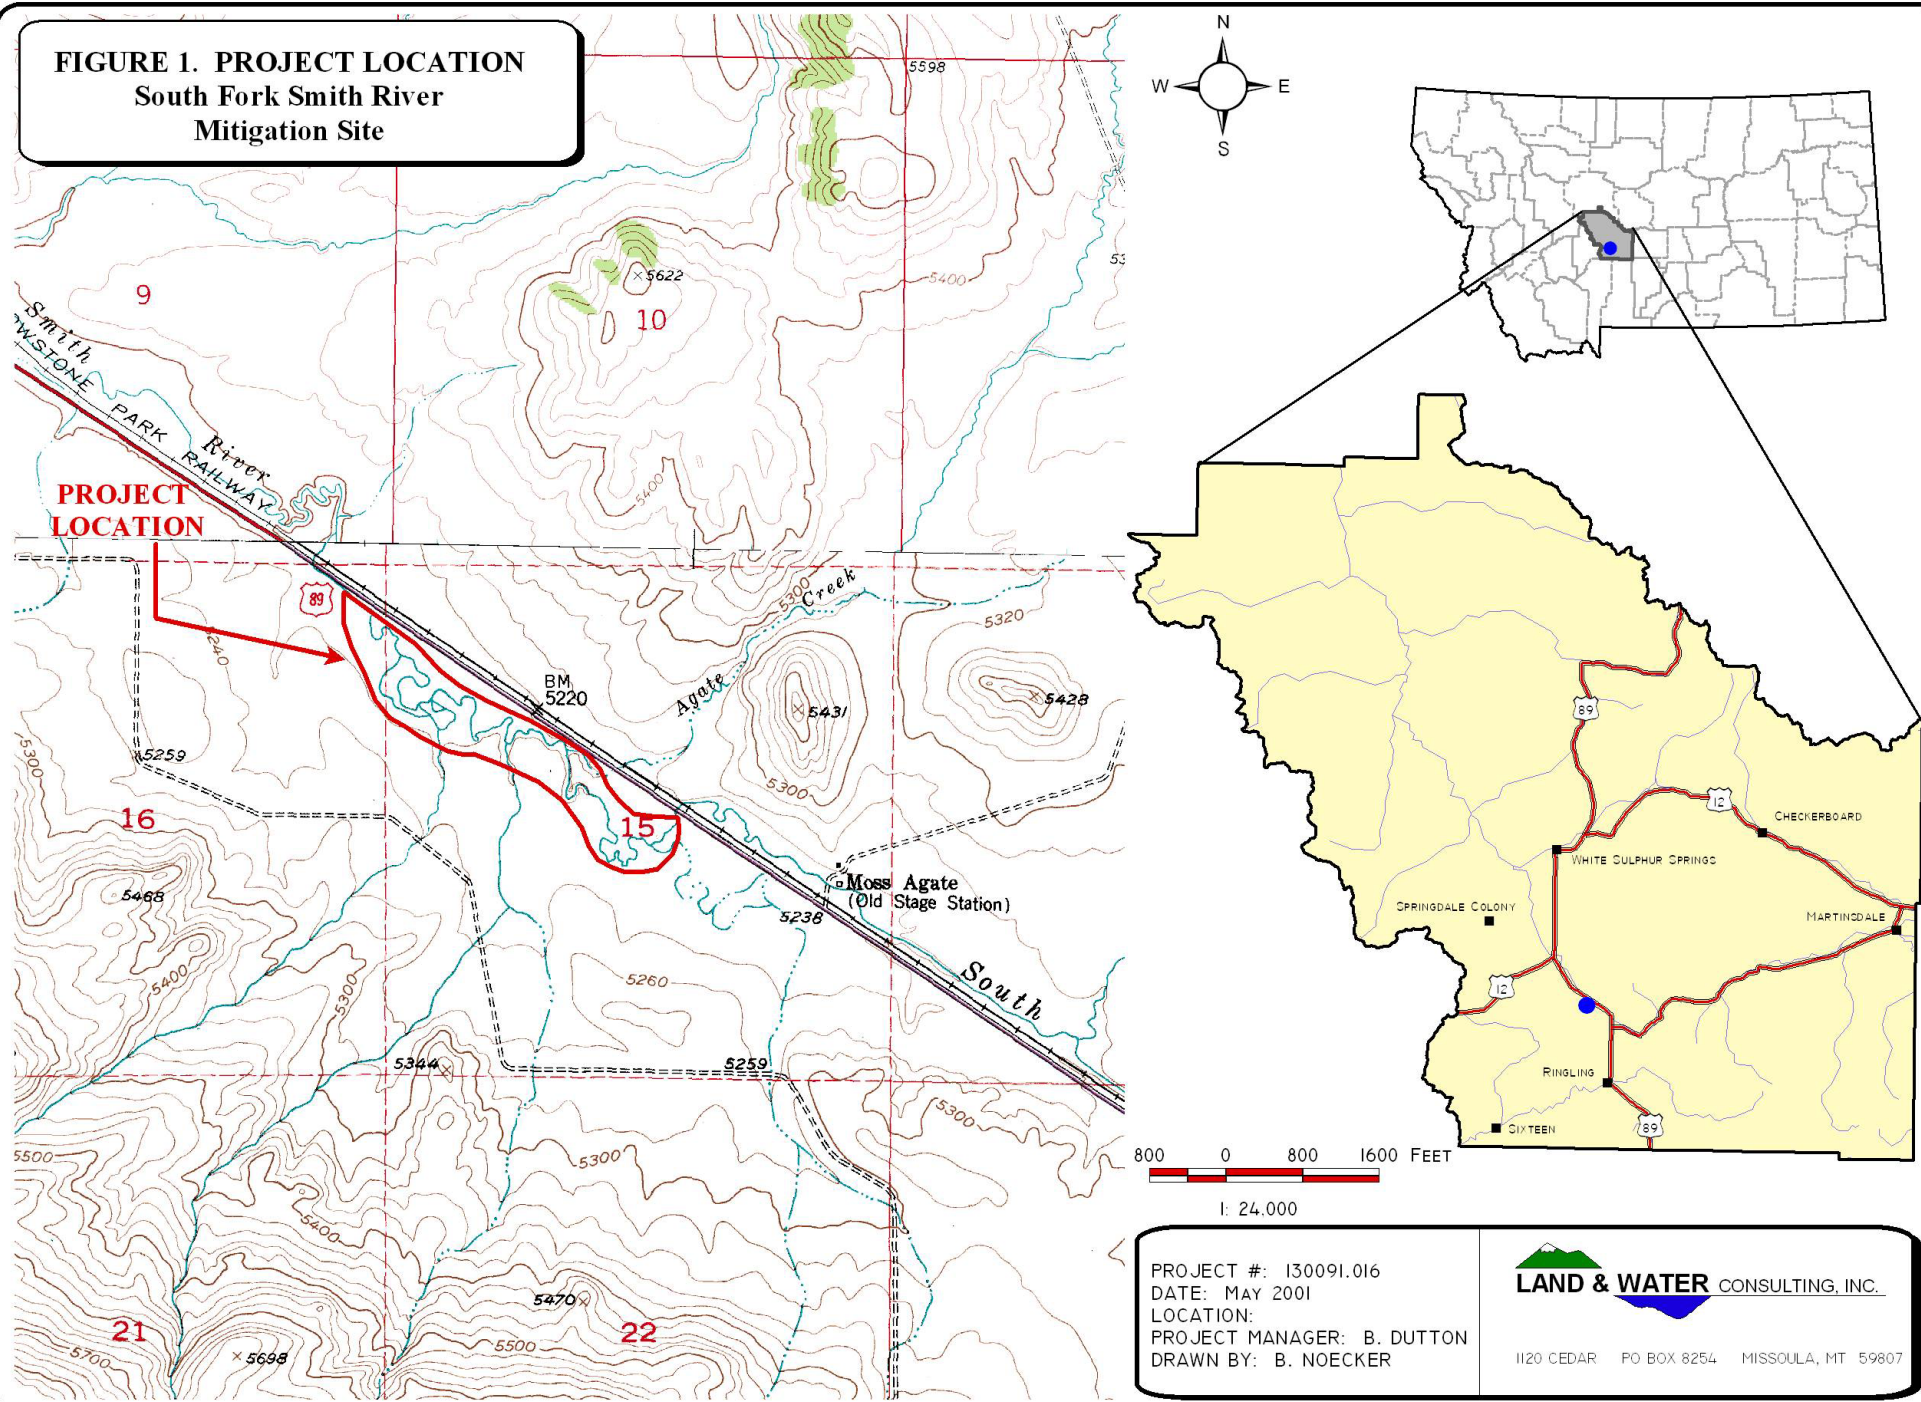 FIGURE 1. PROJECT LOCATION
South Fork Smith River
Mitigation Site
N
W
E
S
5598
5400
5622
9
10
Smith
River
PARK
RAILWAY
5400
PROJECT
LOCATION
89
5240
5300
Creek
Agate
5320
BM
5220
5431
5428
5259
5300
5300
16
15
5468
Moss Agate
(Old Stage Station)
5238
5400
5300
5260
South
5344
5259
5300
5500
5300
5400
5470
21
22
5500
5700
5698
89
12
CHECKERBOARD
WHITE SULPHUR SPRINGS
SPRINGDALE COLONY
MARTINSDALE
12
RINGLING
SIXTEEN
89
800 0 800 1600 FEET
1: 24,000
PROJECT #: 130091.016
DATE: MAY 2001
LOCATION:
PROJECT MANAGER: B. DUTTON
DRAWN BY: B. NOECKER
LAND & WATER CONSULTING, INC.
1120 CEDAR PO BOX 8254 MISSOULA, MT 59807